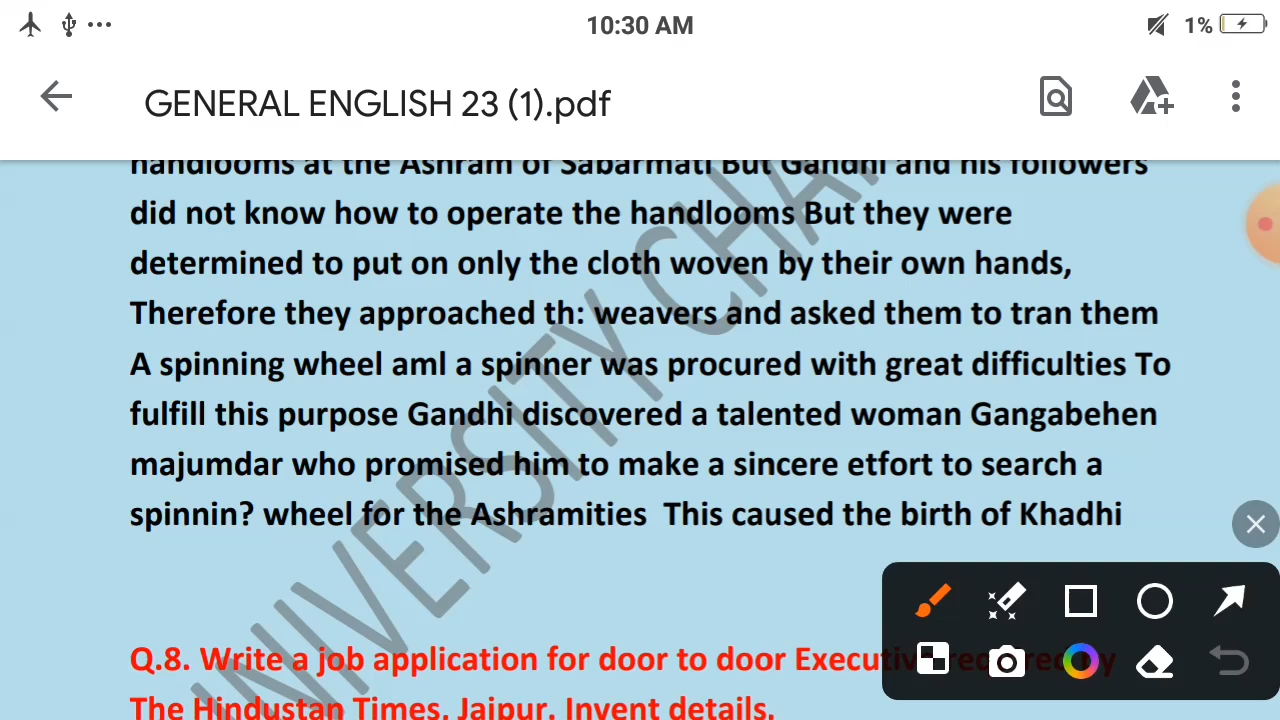 10:30 AM
1%
GENERAL ENGLISH 23 (1).pdf
handlooms at the Ashram of Sabarmati But Gandhi and his followers
did not know how to operate the handlooms But they were
determined to put on only the cloth woven by their own hands,
Therefore they approached th: weavers and asked them to tran them
A spinning wheel aml a spinner was procured with great difficulties To
fulfill this purpose Gandhi discovered a talented woman Gangabehen
majumdar who promised him to make a sincere etfort to search a
spinnin? wheel for the Ashramities This caused the birth of Khadhi
UNIVERSITY CHA
Q.8. Write a job application for door to door Executive by
The Hindustan Times, Jaipur. Invent details.